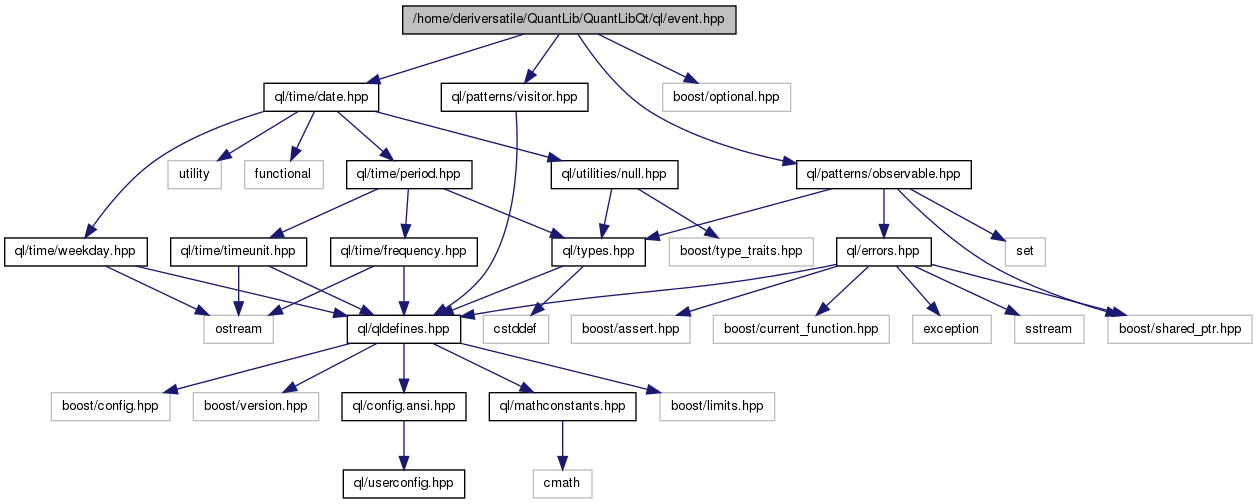 /home/deriversatile/QuantLib/QuantLibQt/ql/event.hpp
ql/time/date.hpp
ql/patterns/visitor.hpp
boost/optional.hpp
utility
functional
ql/time/period.hpp
ql/utilities/null.hpp
ql/patterns/observable.hpp
ql/time/weekday.hpp
ql/time/timeunit.hpp
ql/time/frequency.hpp
ql/types.hpp
boost/type_traits.hpp
ql/errors.hpp
set
ostream
ql/qldefines.hpp
cstddef
boost/assert.hpp
boost/current_function.hpp
exception
sstream
boost/shared_ptr.hpp
boost/config.hpp
boost/version.hpp
ql/config.ansi.hpp
ql/mathconstants.hpp
boost/limits.hpp
ql/userconfig.hpp
cmath